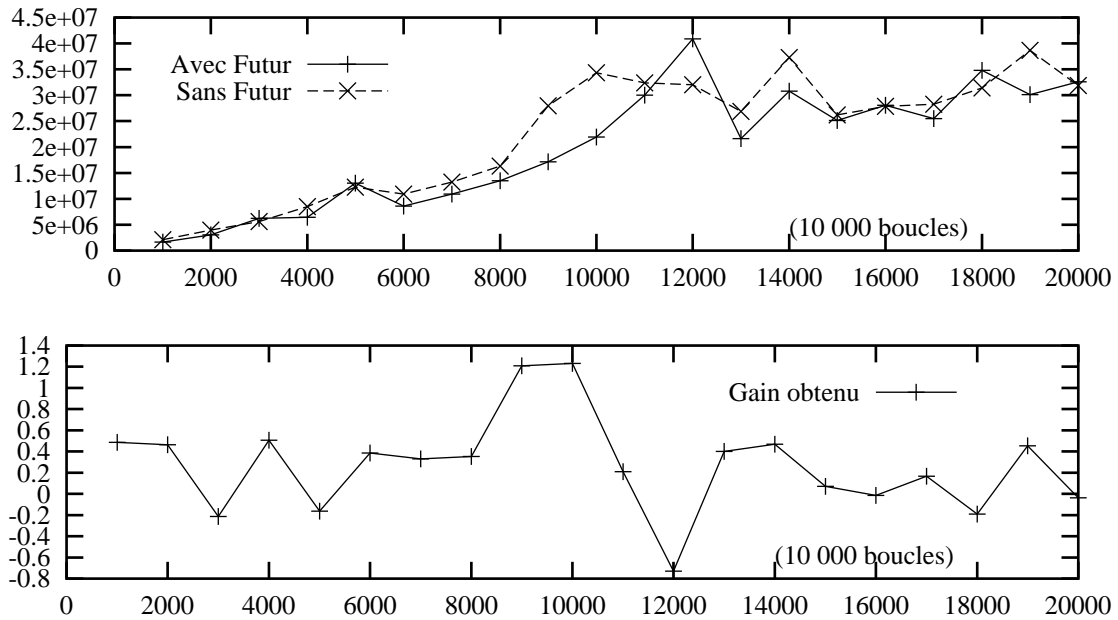 4.5e+07
4e+07
3.5e+07
3e+07
2.5e+07
2e+07
1.5e+07
1e+07
5e+06
0
Avec Futur
Sans Futur
(10 000 boucles)
0 2000 4000 6000 8000 10000 12000 14000 16000 18000 20000
1.4
1.2
1
0.8
0.6
0.4
0.2
0
-0.2
-0.4
-0.6
-0.8
Gain obtenu
(10 000 boucles)
0 2000 4000 6000 8000 10000 12000 14000 16000 18000 20000